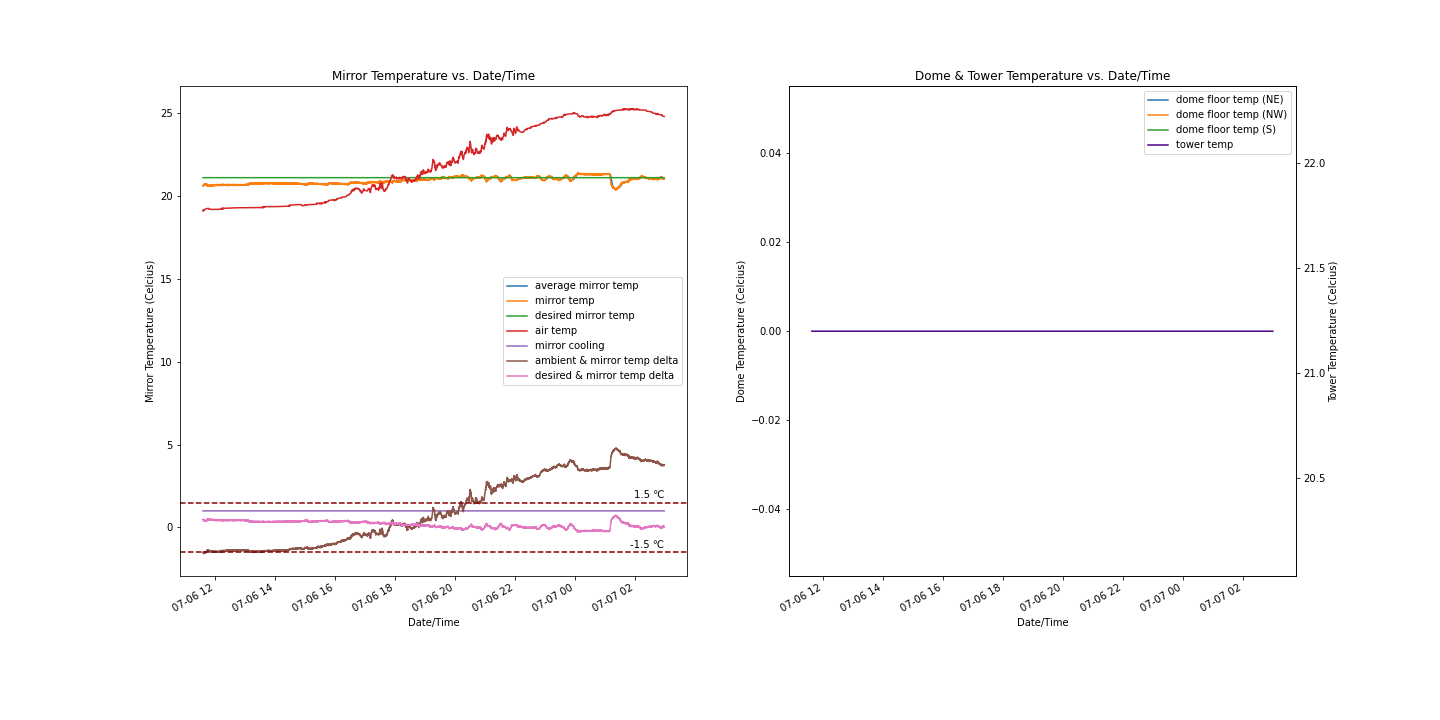 Mirror Temperature vs. Date/Time
25
20
15
10
5
0
Mirror Temperature (Celcius)
average mirror temp
mirror temp
desired mirror temp
air temp
mirror cooling
ambient & mirror temp delta
desired & mirror temp delta
1.5 ℃
-1.5 ℃
07-06 12
07-06 14
07-06 16
07-06 18
07-06 20
07-06 22
07-07 00
07-07 02
Date/Time
Dome & Tower Temperature vs. Date/Time
0.04
0.02
0.00
−0.02
−0.04
Dome Temperature (Celcius)
dome floor temp (NE)
dome floor temp (NW)
dome floor temp (S)
tower temp
22.0
21.5
21.0
20.5
Tower Temperature (Celcius)
07-06 12
07-06 14
07-06 16
07-06 18
07-06 20
07-06 22
07-07 00
07-07 02
Date/Time